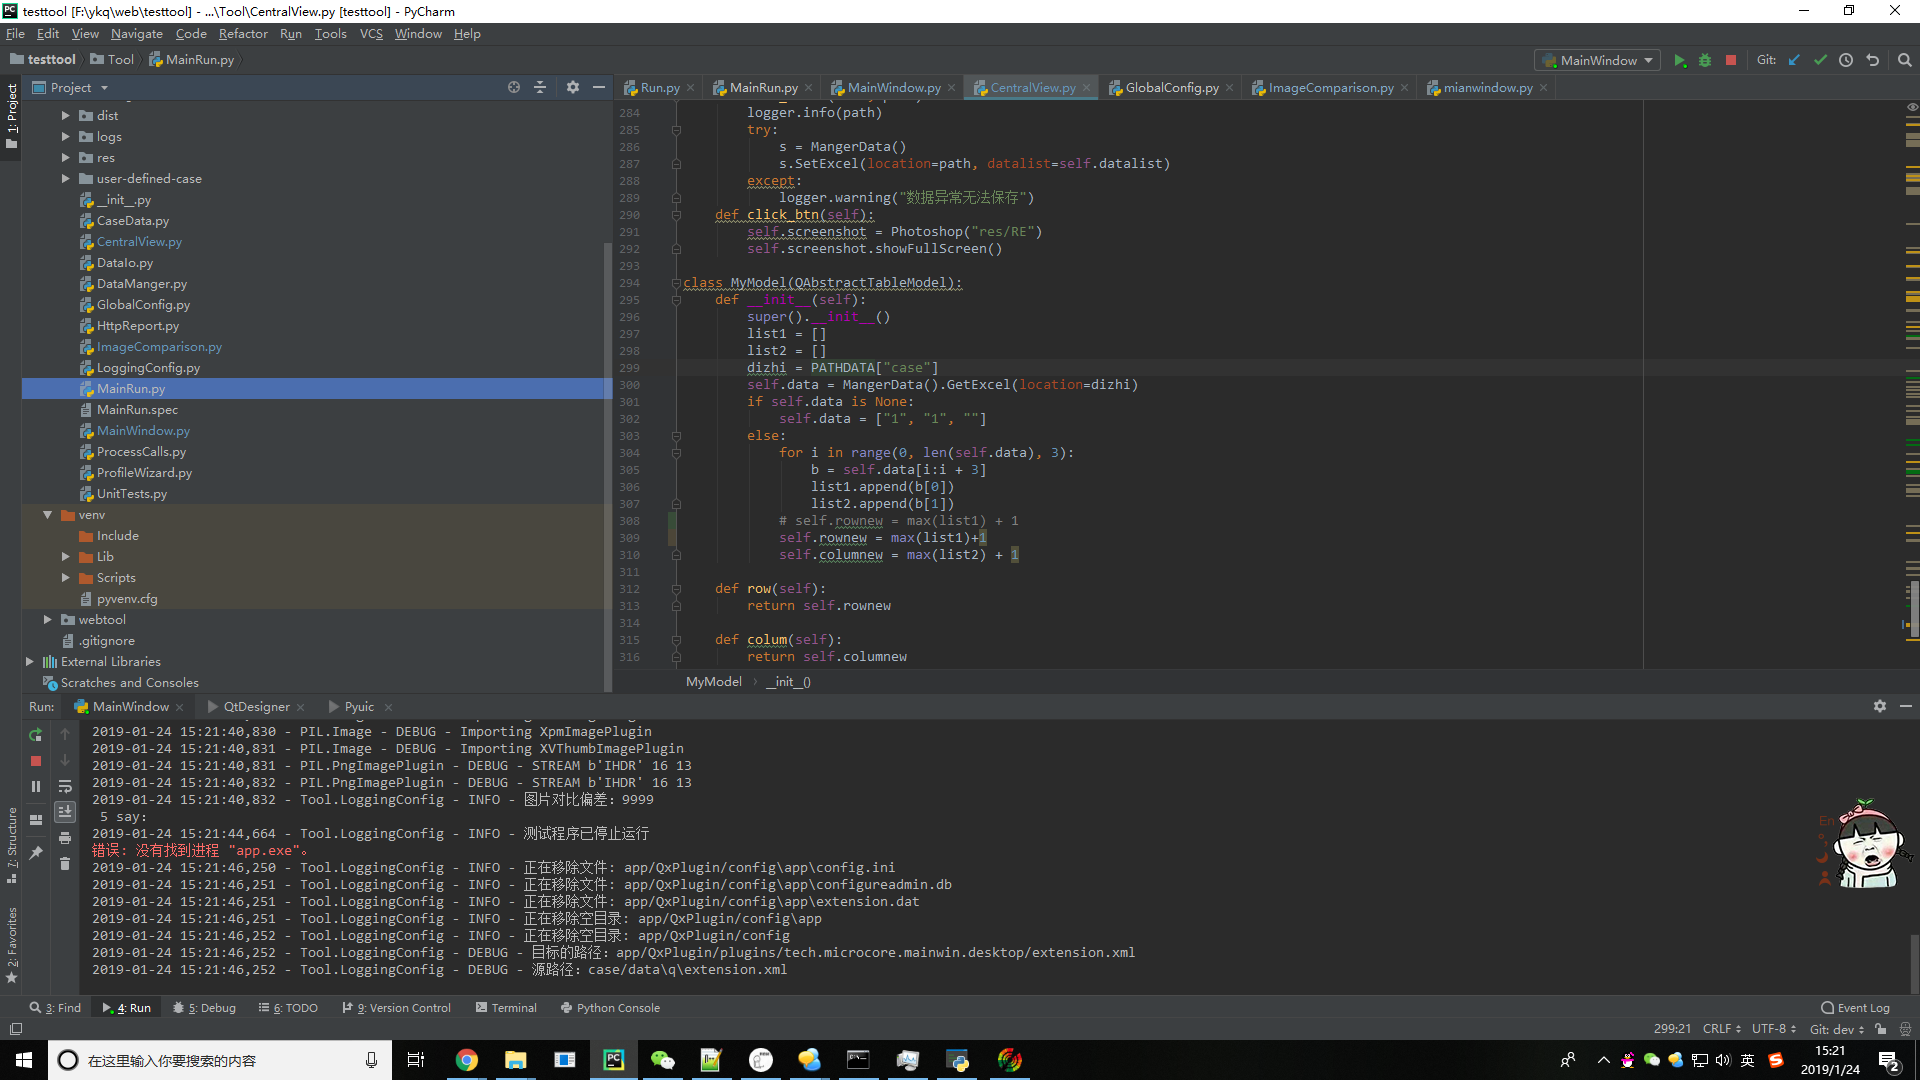 testtool [F:\ykq\web\testtool] - ...\Tool\CentralView.py [testtool] - PyCharm
File Edit View Navigate Code Refactor Run Tools VCS Window Help
testtool Tool MainRun.py
MainWindow Git:
Project
1: Project
Run.py MainRun.py MainWindow.py CentralView.py GlobalConfig.py ImageComparison.py mianwindow.py
dist
logs
res
user-defined-case
__init__.py
CaseData.py
CentralView.py
DataIo.py
DataManger.py
GlobalConfig.py
HttpReport.py
ImageComparison.py
LoggingConfig.py
MainRun.py
MainRun.spec
MainWindow.py
ProcessCalls.py
ProfileWizard.py
UnitTests.py
venv
Include
Lib
Scripts
pyvenv.cfg
webtool
.gitignore
External Libraries
Scratches and Consoles
284 logger.info(path)
285 try:
286 s = MangerData()
287 s.SetExcel(location=path, datalist=self.datalist)
288 except:
289 logger.warning("数据异常无法保存")
290 def click_btn(self):
291 self.screenshot = Photoshop("res/RE")
292 self.screenshot.showFullScreen()
293
294 class MyModel(QAbstractTableModel):
295 def __init__(self):
296 super().__init__()
297 list1 = []
298 list2 = []
299 dizhi = PATHDATA["case"]
300 self.data = MangerData().GetExcel(location=dizhi)
301 if self.data is None:
302 self.data = ["1", "1", ""]
303 else:
304 for i in range(0, len(self.data), 3):
305 b = self.data[i:i + 3]
306 list1.append(b[0])
307 list2.append(b[1])
308 # self.rownew = max(list1) + 1
309 self.rownew = max(list1)+1
310 self.columnew = max(list2) + 1
311
312 def row(self):
313 return self.rownew
314
315 def colum(self):
316 return self.columnew
MyModel __init__()
Run: MainWindow QtDesigner Pyuic
2019-01-24 15:21:40,830 - PIL.Image - DEBUG - Importing XpmImagePlugin
2019-01-24 15:21:40,831 - PIL.Image - DEBUG - Importing XVThumbImagePlugin
2019-01-24 15:21:40,831 - PIL.PngImagePlugin - DEBUG - STREAM b'IHDR' 16 13
2019-01-24 15:21:40,832 - PIL.PngImagePlugin - DEBUG - STREAM b'IHDR' 16 13
2019-01-24 15:21:40,832 - Tool.LoggingConfig - INFO - 图片对比偏差: 9999
5 say:
2019-01-24 15:21:44,664 - Tool.LoggingConfig - INFO - 测试程序已停止运行
错误: 没有找到进程 "app.exe"。
2019-01-24 15:21:46,250 - Tool.LoggingConfig - INFO - 正在移除文件: app/QxPlugin/config\app\config.ini
2019-01-24 15:21:46,251 - Tool.LoggingConfig - INFO - 正在移除文件: app/QxPlugin/config\app\configureadmin.db
2019-01-24 15:21:46,251 - Tool.LoggingConfig - INFO - 正在移除文件: app/QxPlugin/config\app\extension.dat
2019-01-24 15:21:46,251 - Tool.LoggingConfig - INFO - 正在移除空目录: app/QxPlugin/config\app
2019-01-24 15:21:46,252 - Tool.LoggingConfig - INFO - 正在移除空目录: app/QxPlugin/config
2019-01-24 15:21:46,252 - Tool.LoggingConfig - DEBUG - 目标的路径: app/QxPlugin/plugins/tech.microcore.mainwin.desktop/extension.xml
2019-01-24 15:21:46,252 - Tool.LoggingConfig - DEBUG - 源路径: case/data\q\extension.xml
7: Structure
2: Favorites
En
3: Find 4: Run 5: Debug 6: TODO 9: Version Control Terminal Python Console Event Log
299:21 CRLF UTF-8 Git: dev
在这里输入你要搜索的内容
英
15:21
2019/1/24
2